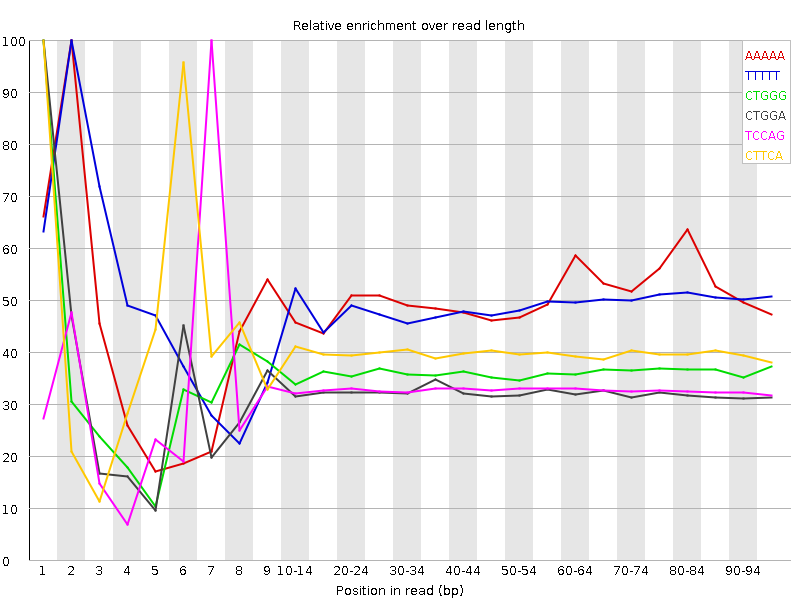 Relative enrichment over read length
100
90
80
70
60
50
40
30
20
10
0
AAAAA
TTTTT
CTGGG
CTGGA
TCCAG
CTTCA
1 2 3 4 5 6 7 8 9 10-14 20-24 30-34 40-44 50-54 60-64 70-74 80-84 90-94
Position in read (bp)